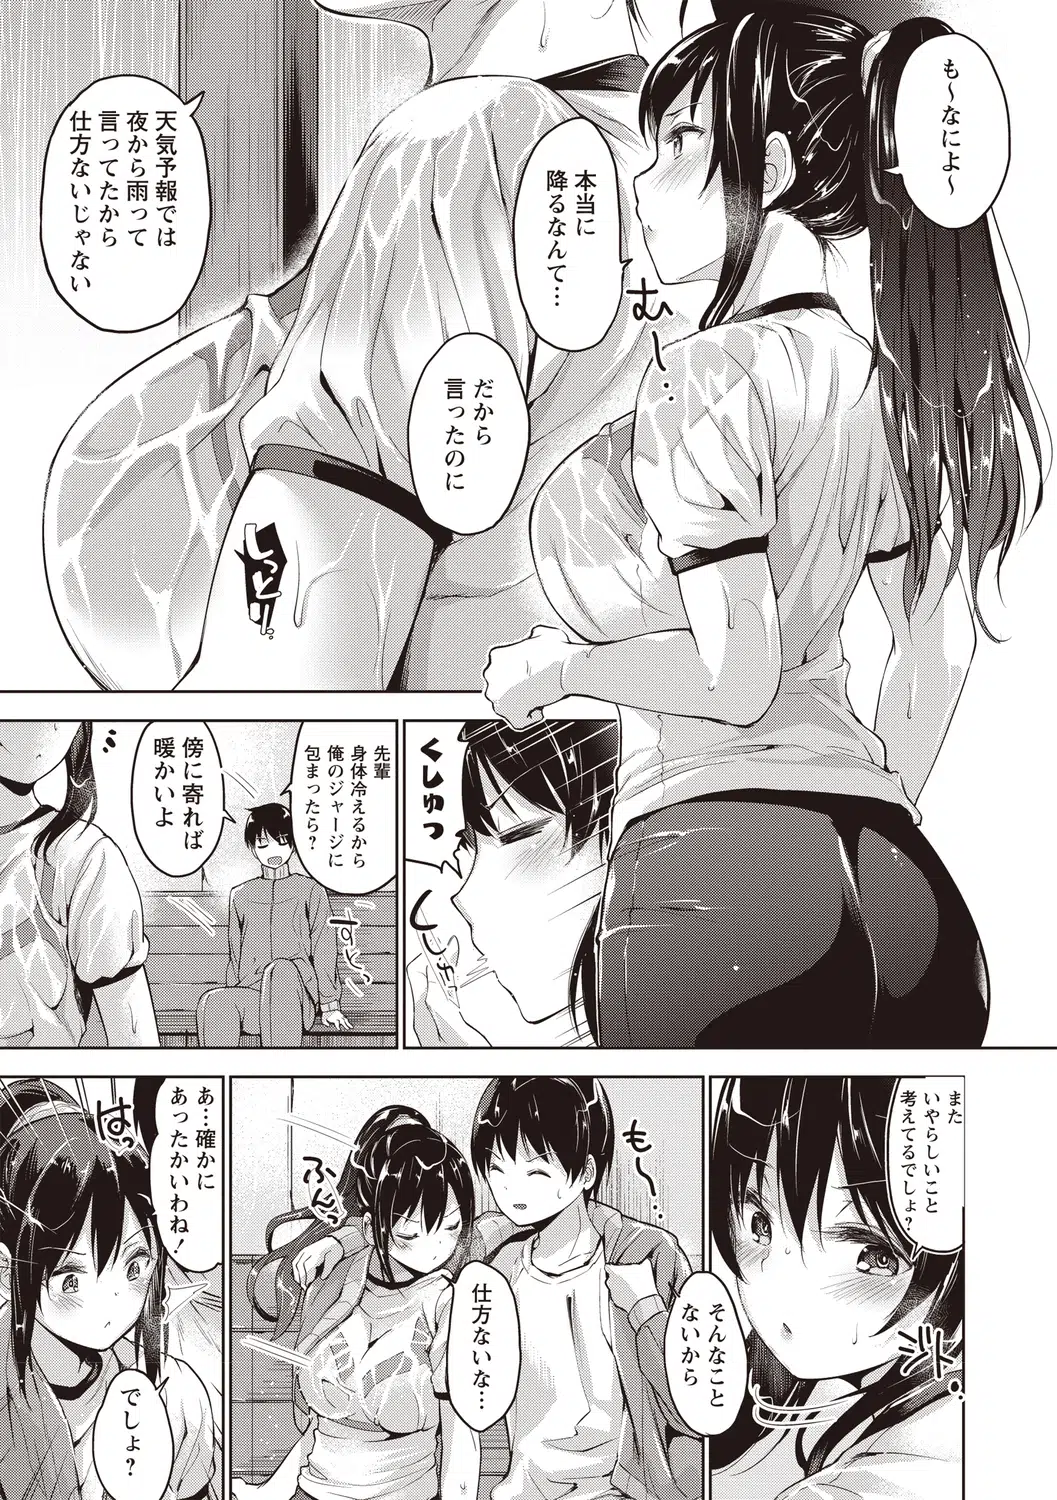 も〜なによ〜
本当に
降るなんて…
むー
だから
言ったのに
天気予報では
夜から雨って
言ってたから
仕方ないじゃない
しっとり
くしゅっ
先輩
身体冷えるから
俺のジャージに
包まったら?
すっ
傍に寄れば
暖かいよ
また
いやらしいこと
考えてるでしょ?
ジト
も〜
そんなこと
ないから
仕方ないな…
ふんっ
あ…確かに
あったかいわね!
はっ
でしょ?